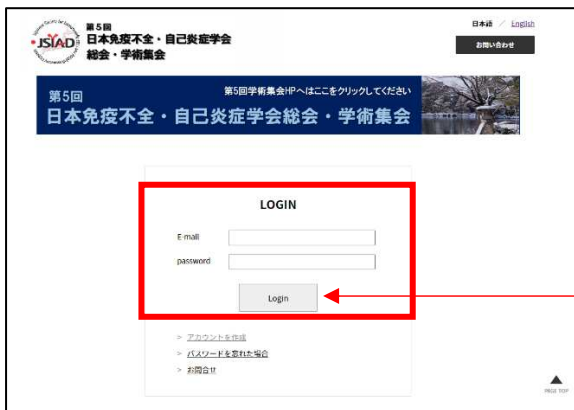 JSIAD
第5回
日本免疫不全・自己炎症学会
総会・学術集会
日本語 ／ English
お問い合わせ
第5回学術集会HPへはここをクリックしてください
第5回
日本免疫不全・自己炎症学会総会・学術集会
LOGIN
E-mail
password
Login
> アカウントを作成
> パスワードを忘れた場合
> お問合せ
PAGE TOP